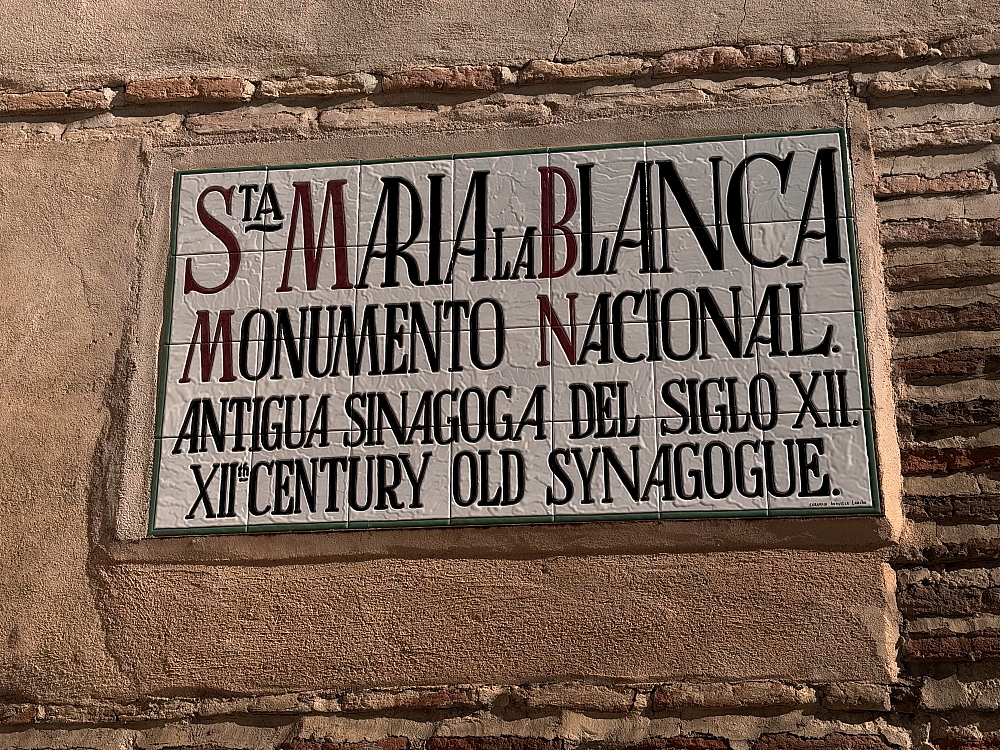 STA MARIA LA BLANCA
MONUMENTO NACIONAL.
ANTIGUA SINAGOGA DEL SIGLO XII.
XIIth CENTURY OLD SYNAGOGUE.